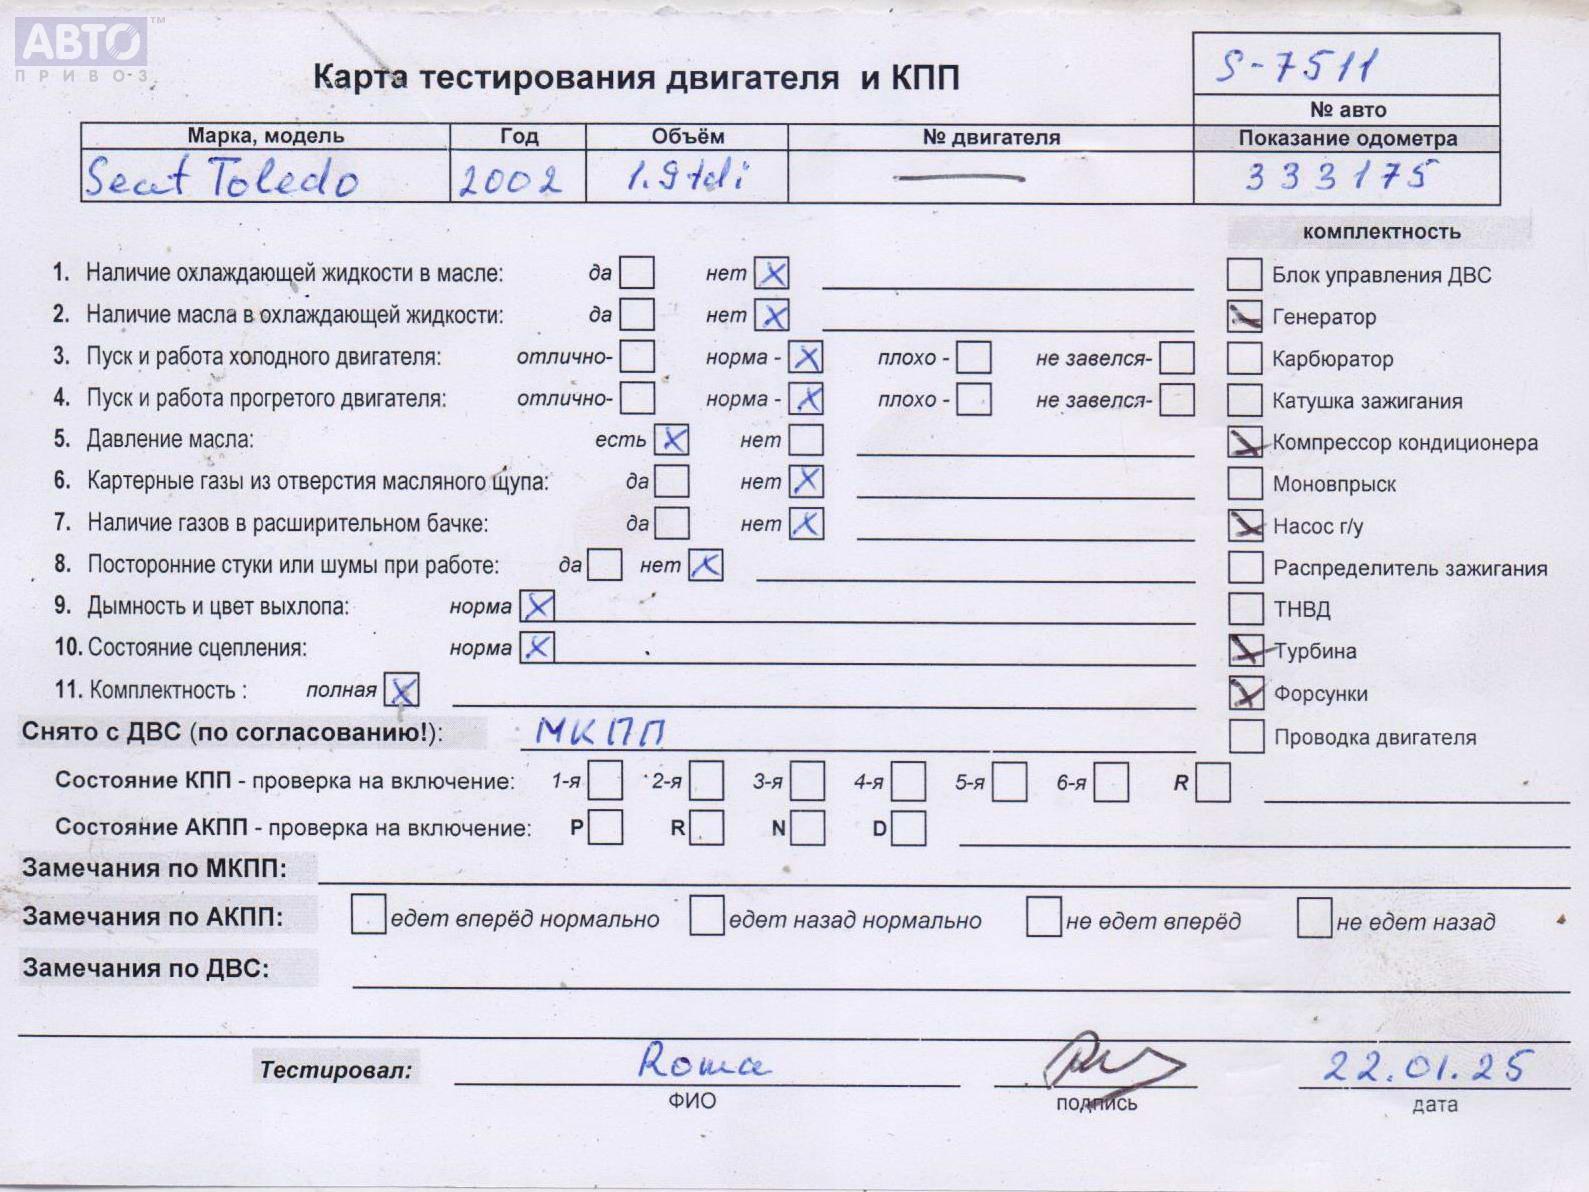 АВТО™
ПРИВОЗ
Карта тестирования двигателя и КПП
S-7511
№ авто
Марка, модель Год Объём № двигателя Показание одометра
Seat Toledo 2002 1.9tdi — 333175
комплектность
1. Наличие охлаждающей жидкости в масле: да нет X
Блок управления ДВС
2. Наличие масла в охлаждающей жидкости: да нет X
X Генератор
3. Пуск и работа холодного двигателя: отлично- норма - X плохо - не завелся-
Карбюратор
4. Пуск и работа прогретого двигателя: отлично- норма - X плохо - не завелся-
Катушка зажигания
5. Давление масла: есть X нет
X Компрессор кондиционера
6. Картерные газы из отверстия масляного щупа: да нет X
Моновпрыск
7. Наличие газов в расширительном бачке: да нет X
X Насос г/у
8. Посторонние стуки или шумы при работе: да нет X
Распределитель зажигания
9. Дымность и цвет выхлопа: норма X
ТНВД
10. Состояние сцепления: норма X
X Турбина
11. Комплектность : полная X
X Форсунки
Снято с ДВС (по согласованию!): МКПП
Проводка двигателя
Состояние КПП - проверка на включение: 1-я 2-я 3-я 4-я 5-я 6-я R
Состояние АКПП - проверка на включение: P R N D
Замечания по МКПП:
Замечания по АКПП: едет вперёд нормально едет назад нормально не едет вперёд не едет назад
Замечания по ДВС:
Тестировал: Roma 22.01.25
ФИО подпись дата